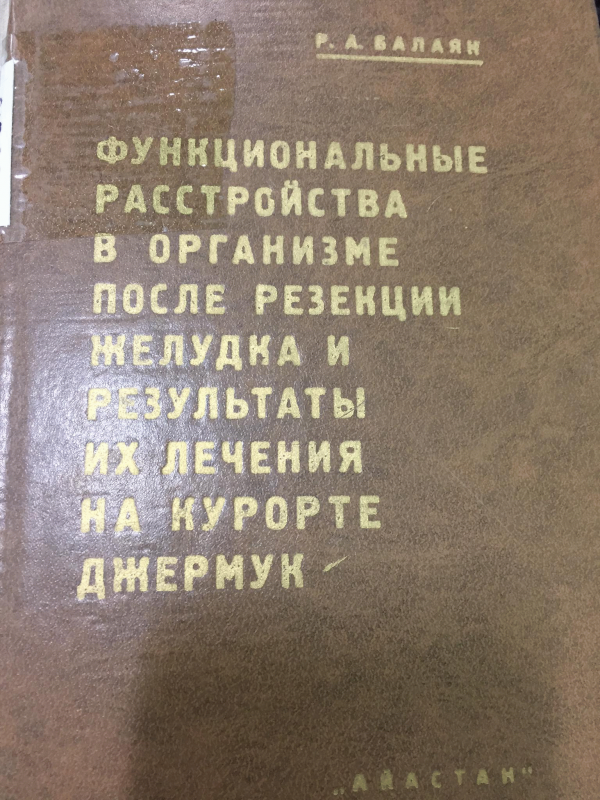 Р. А. БАЛАЯН
ФУНКЦИОНАЛЬНЫЕ
РАССТРОЙСТВА
В ОРГАНИЗМЕ
ПОСЛЕ РЕЗЕКЦИИ
ЖЕЛУДКА И
РЕЗУЛЬТАТЫ
ИХ ЛЕЧЕНИЯ
НА КУРОРТЕ
ДЖЕРМУК
„АЙАСТАН"